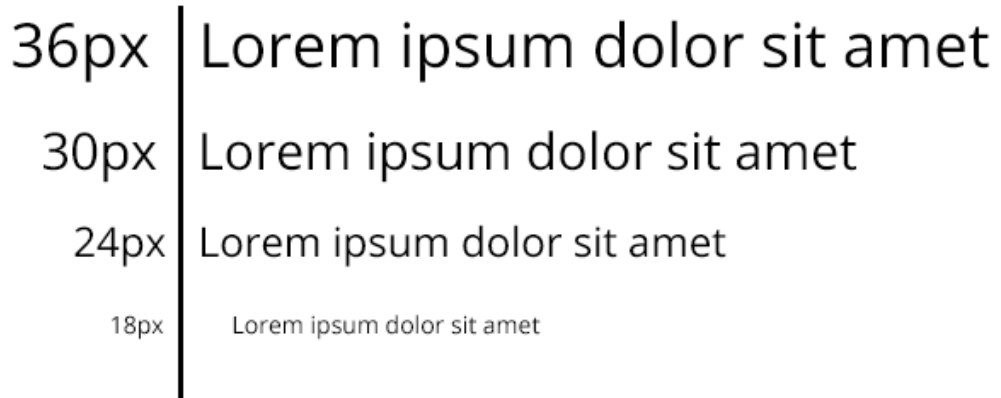 36px Lorem ipsum dolor sit amet
30px Lorem ipsum dolor sit amet
24px Lorem ipsum dolor sit amet
18px Lorem ipsum dolor sit amet